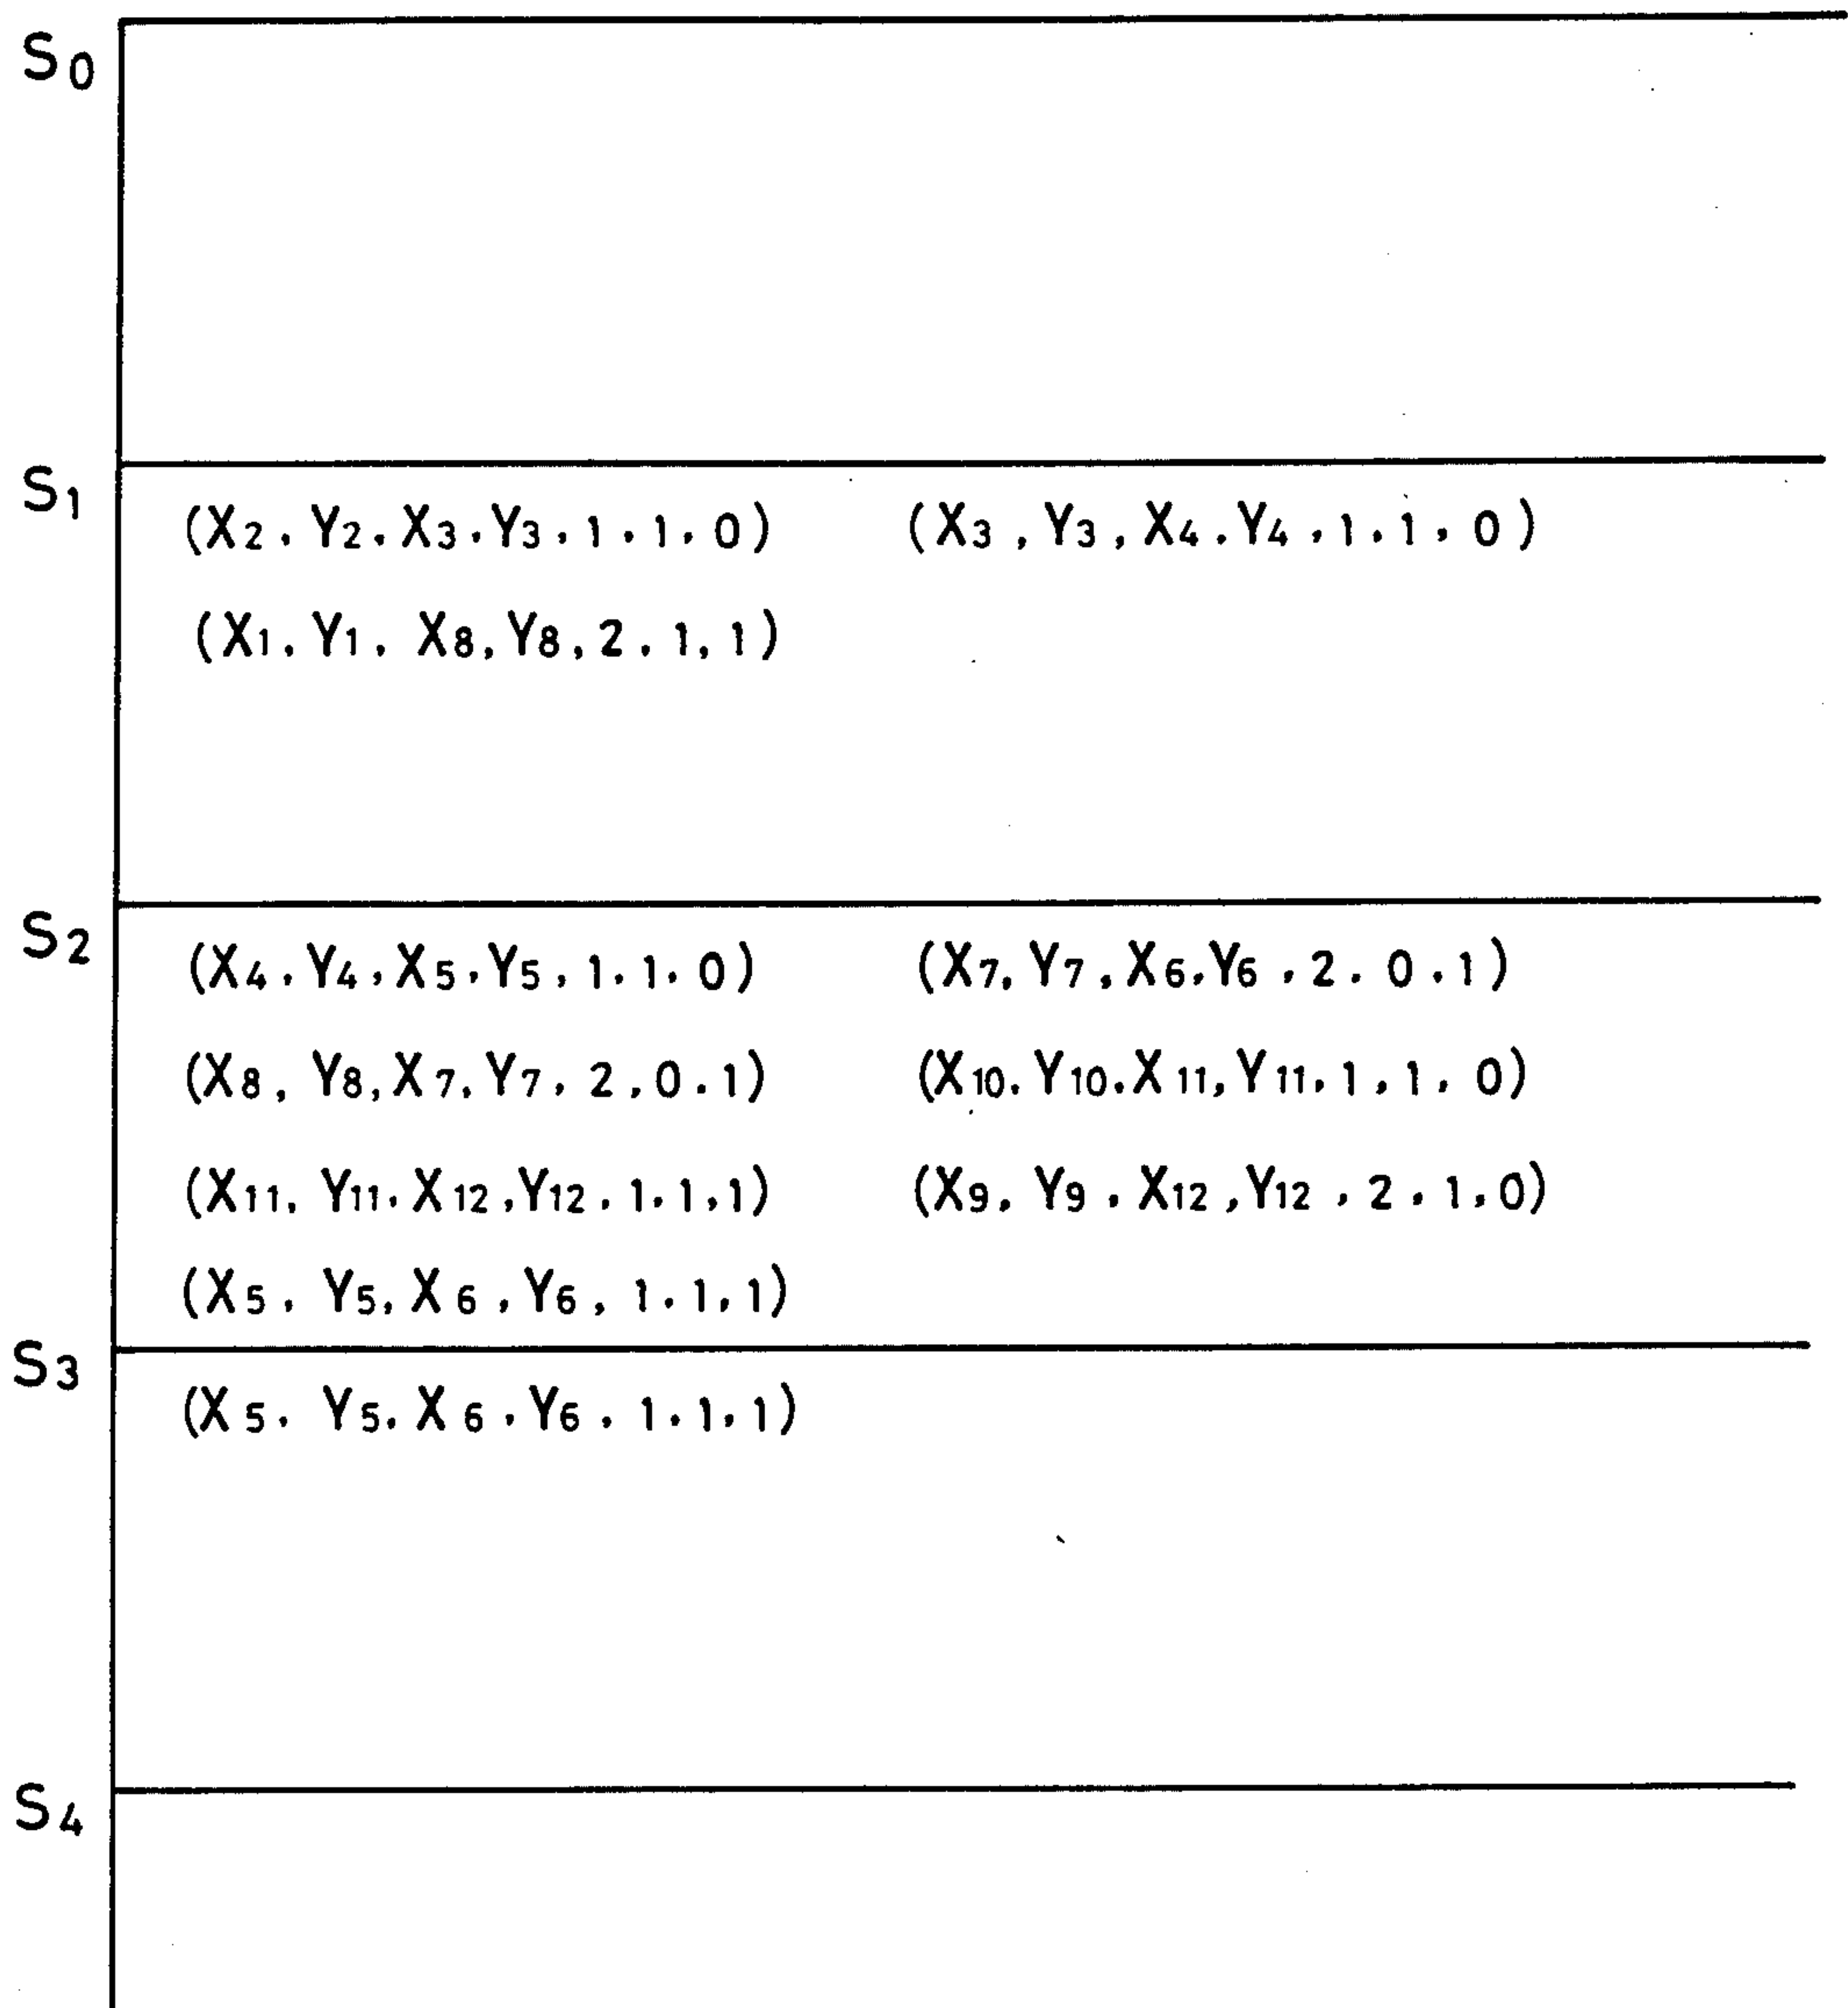 S0
S1
(X2, Y2, X3, Y3, 1, 1, 0) (X3, Y3, X4, Y4, 1, 1, 0)
(X1, Y1, X8, Y8, 2, 1, 1)
S2
(X4, Y4, X5, Y5, 1, 1, 0) (X7, Y7, X6, Y6, 2, 0, 1)
(X8, Y8, X7, Y7, 2, 0, 1) (X10, Y10, X11, Y11, 1, 1, 0)
(X11, Y11, X12, Y12, 1, 1, 1) (X9, Y9, X12, Y12, 2, 1, 0)
(X5, Y5, X6, Y6, 1, 1, 1)
S3
(X5, Y5, X6, Y6, 1, 1, 1)
S4